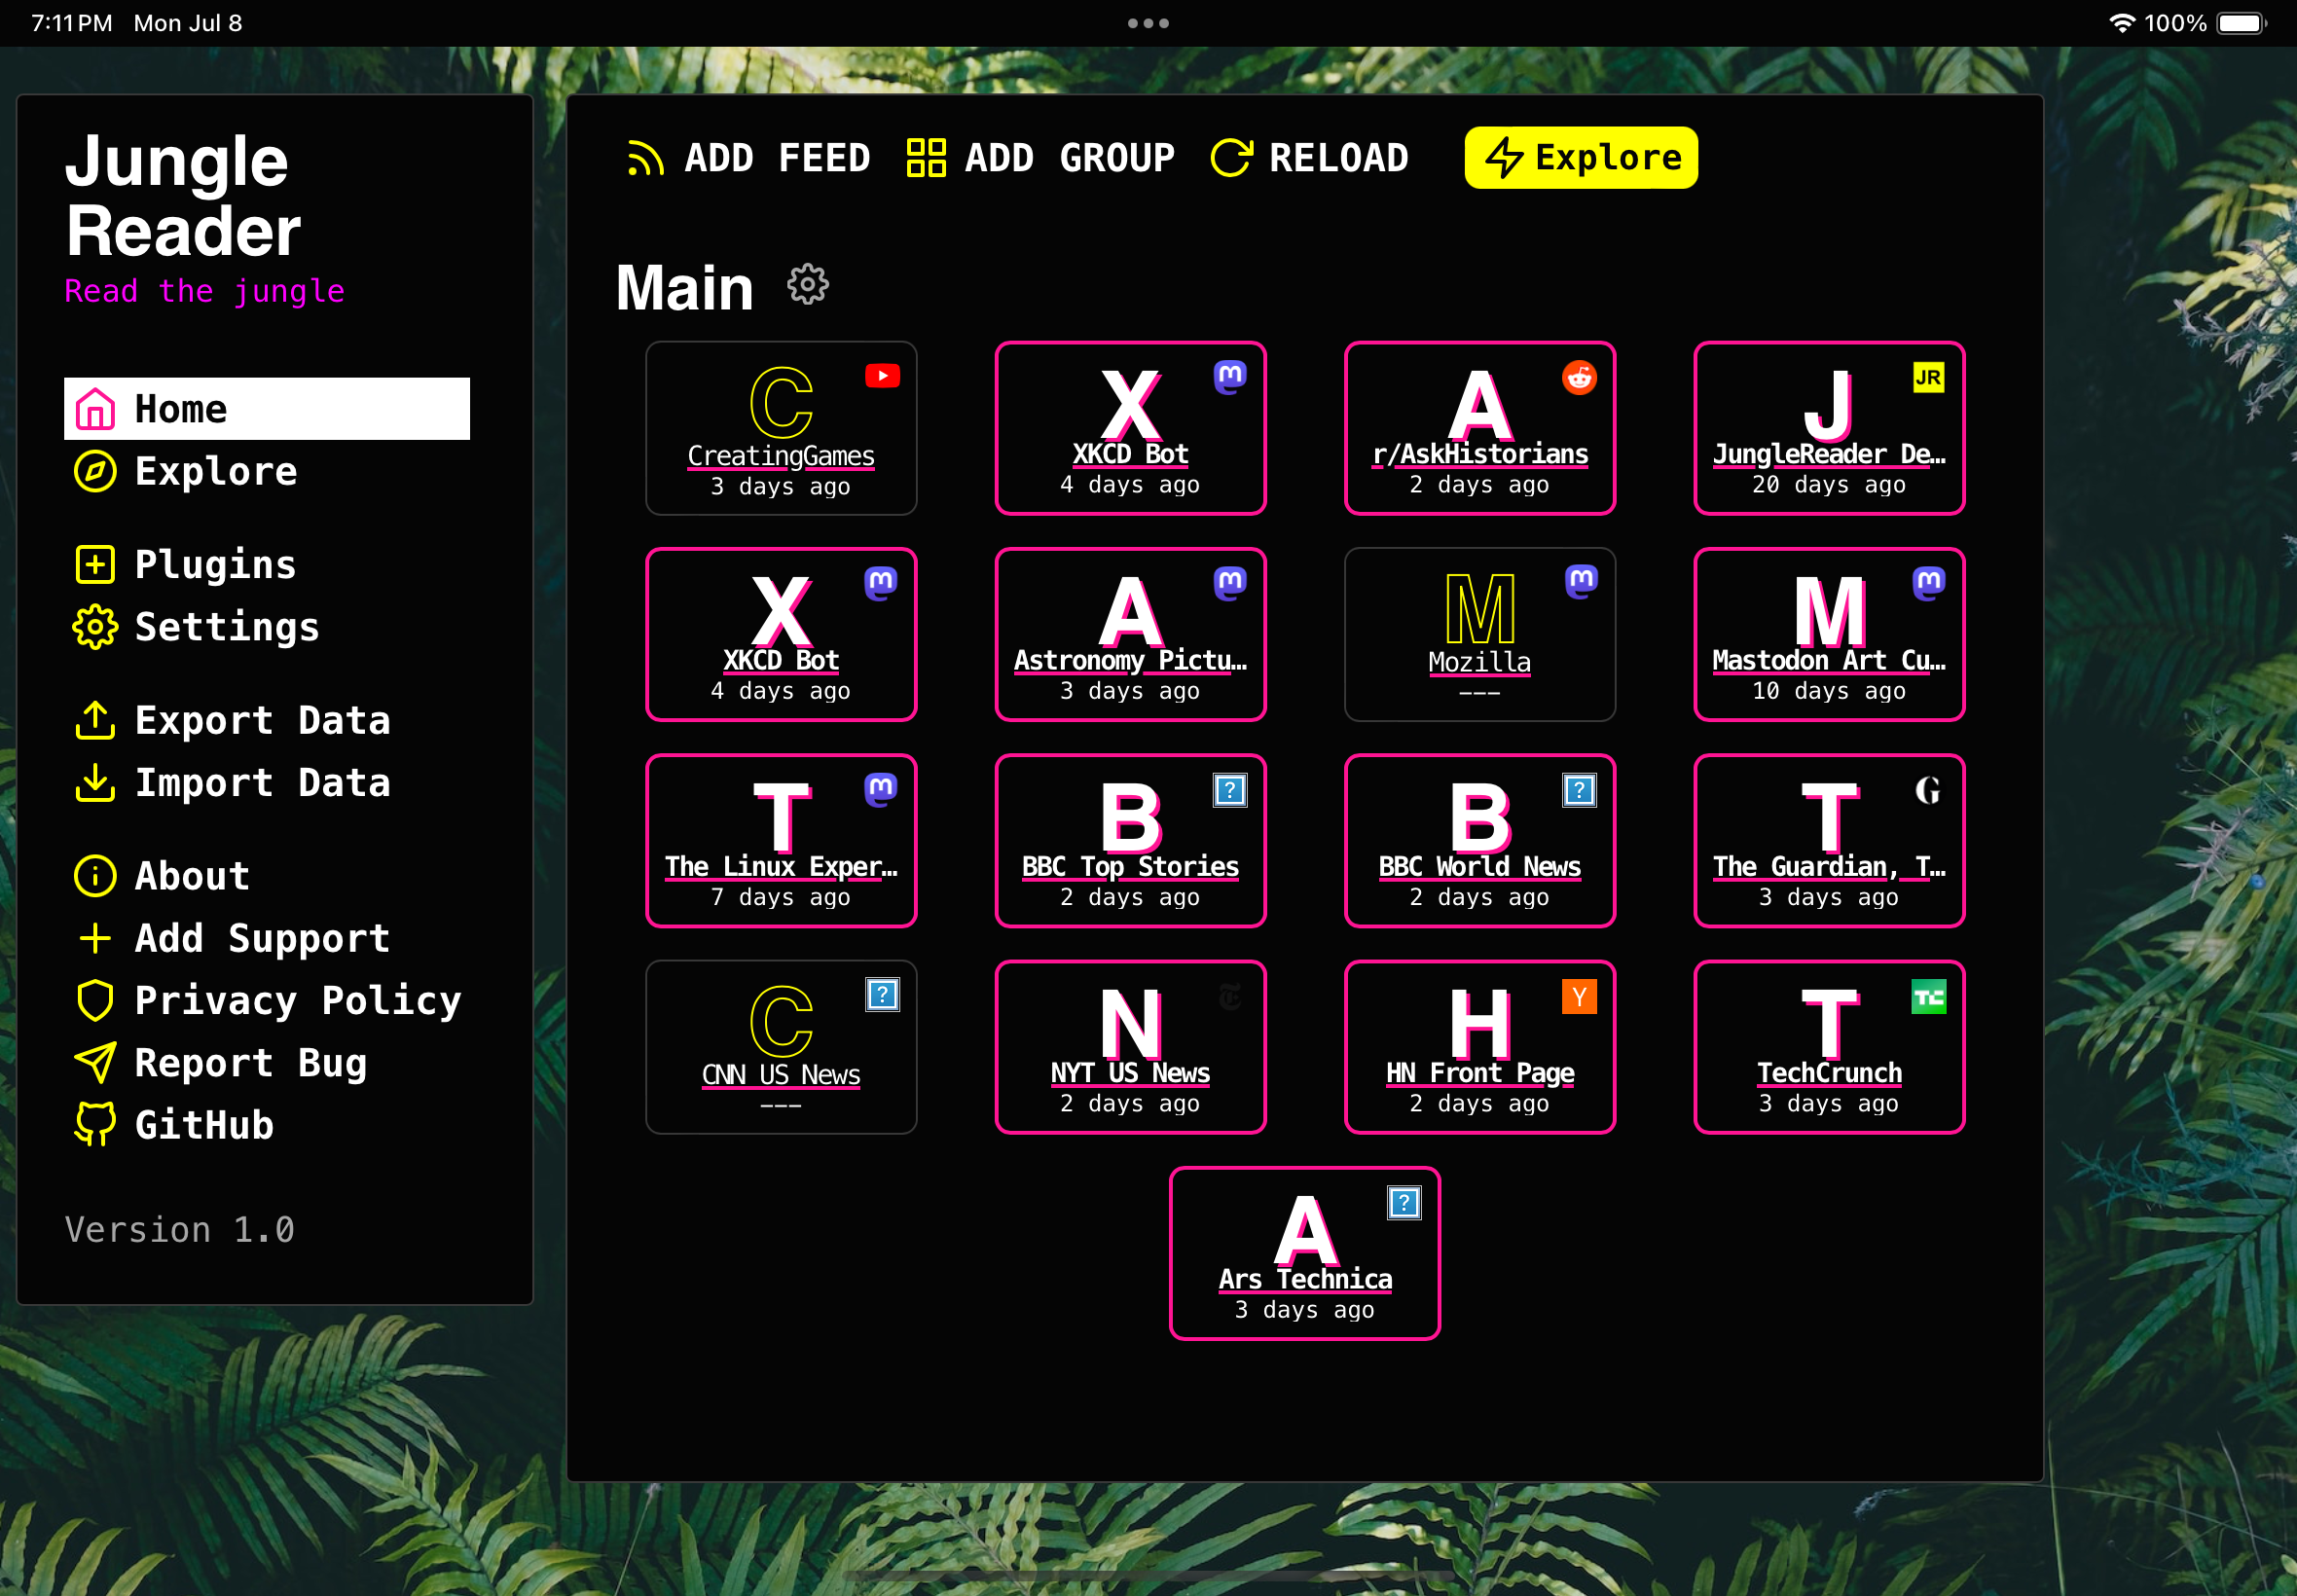 7:11 PM Mon Jul 8
100%
Jungle
Reader
Read the jungle
Home
Explore
Plugins
Settings
Export Data
Import Data
About
Add Support
Privacy Policy
Report Bug
GitHub
Version 1.0
ADD FEED ADD GROUP RELOAD Explore
Main
C
CreatingGames
3 days ago
X
XKCD Bot
4 days ago
A
r/AskHistorians
2 days ago
J
JR
JungleReader De…
20 days ago
X
XKCD Bot
4 days ago
A
Astronomy Pictu…
3 days ago
M
Mozilla
---
M
Mastodon Art Cu…
10 days ago
T
The Linux Exper…
7 days ago
B
?
BBC Top Stories
2 days ago
B
?
BBC World News
2 days ago
T
G
The Guardian, T…
3 days ago
C
?
CNN US News
---
N
T
NYT US News
2 days ago
H
Y
HN Front Page
2 days ago
T
TC
TechCrunch
3 days ago
A
?
Ars Technica
3 days ago